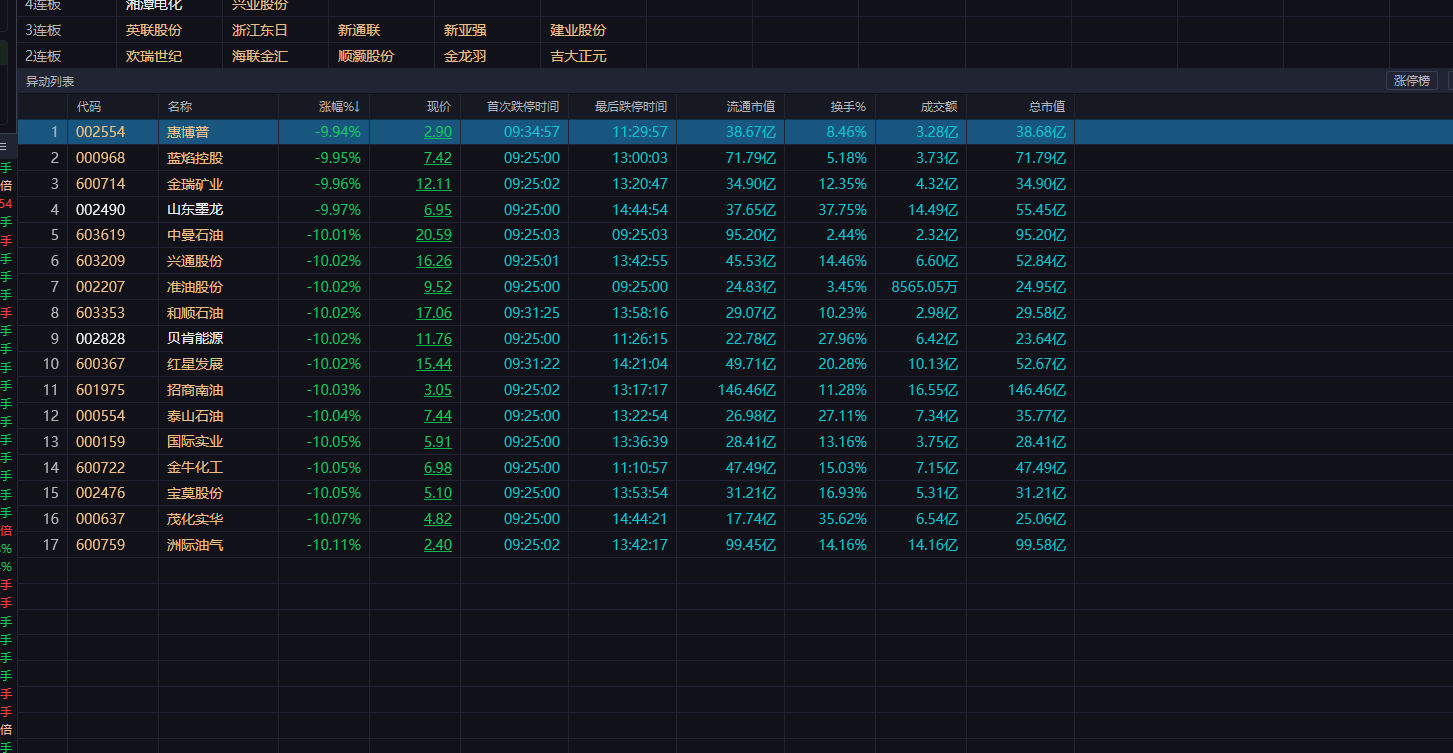 4连板 湘潭电化 兴业股份
3连板 英联股份 浙江东日 新通联 新亚强 建业股份
2连板 欢瑞世纪 海联金汇 顺灏股份 金龙羽 吉大正元
异动列表 涨停榜
代码 名称 涨幅%↓ 现价 首次跌停时间 最后跌停时间 流通市值 换手% 成交额 总市值
1 002554 惠博普 -9.94% 2.90 09:34:57 11:29:57 38.67亿 8.46% 3.28亿 38.68亿
2 000968 蓝焰控股 -9.95% 7.42 09:25:00 13:00:03 71.79亿 5.18% 3.73亿 71.79亿
3 600714 金瑞矿业 -9.96% 12.11 09:25:02 13:20:47 34.90亿 12.35% 4.32亿 34.90亿
4 002490 山东墨龙 -9.97% 6.95 09:25:00 14:44:54 37.65亿 37.75% 14.49亿 55.45亿
5 603619 中曼石油 -10.01% 20.59 09:25:03 09:25:03 95.20亿 2.44% 2.32亿 95.20亿
6 603209 兴通股份 -10.02% 16.26 09:25:01 13:42:55 45.53亿 14.46% 6.60亿 52.84亿
7 002207 准油股份 -10.02% 9.52 09:25:00 09:25:00 24.83亿 3.45% 8565.05万 24.95亿
8 603353 和顺石油 -10.02% 17.06 09:31:25 13:58:16 29.07亿 10.23% 2.98亿 29.58亿
9 002828 贝肯能源 -10.02% 11.76 09:25:00 11:26:15 22.78亿 27.96% 6.42亿 23.64亿
10 600367 红星发展 -10.02% 15.44 09:31:22 14:21:04 49.71亿 20.28% 10.13亿 52.67亿
11 601975 招商南油 -10.03% 3.05 09:25:02 13:17:17 146.46亿 11.28% 16.55亿 146.46亿
12 000554 泰山石油 -10.04% 7.44 09:25:00 13:22:54 26.98亿 27.11% 7.34亿 35.77亿
13 000159 国际实业 -10.05% 5.91 09:25:00 13:36:39 28.41亿 13.16% 3.75亿 28.41亿
14 600722 金牛化工 -10.05% 6.98 09:25:00 11:10:57 47.49亿 15.03% 7.15亿 47.49亿
15 002476 宝莫股份 -10.05% 5.10 09:25:00 13:53:54 31.21亿 16.93% 5.31亿 31.21亿
16 000637 茂化实华 -10.07% 4.82 09:25:00 14:44:21 17.74亿 35.62% 6.54亿 25.06亿
17 600759 洲际油气 -10.11% 2.40 09:25:02 13:42:17 99.45亿 14.16% 14.16亿 99.58亿